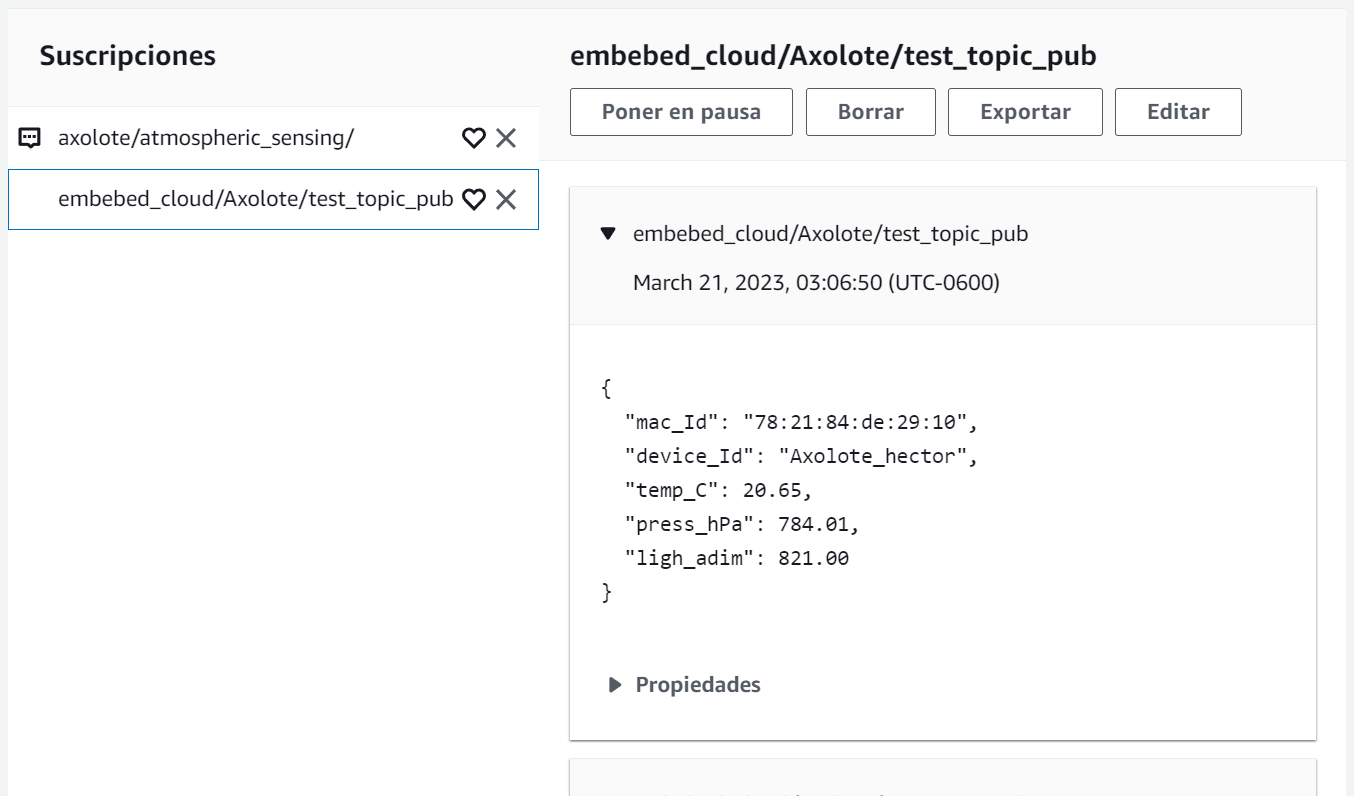 Suscripciones
axolote/atmospheric_sensing/
embebed_cloud/Axolote/test_topic_pub
embebed_cloud/Axolote/test_topic_pub
Poner en pausa Borrar Exportar Editar
embebed_cloud/Axolote/test_topic_pub
March 21, 2023, 03:06:50 (UTC-0600)
{
"mac_Id": "78:21:84:de:29:10",
"device_Id": "Axolote_hector",
"temp_C": 20.65,
"press_hPa": 784.01,
"ligh_adim": 821.00
}
Propiedades